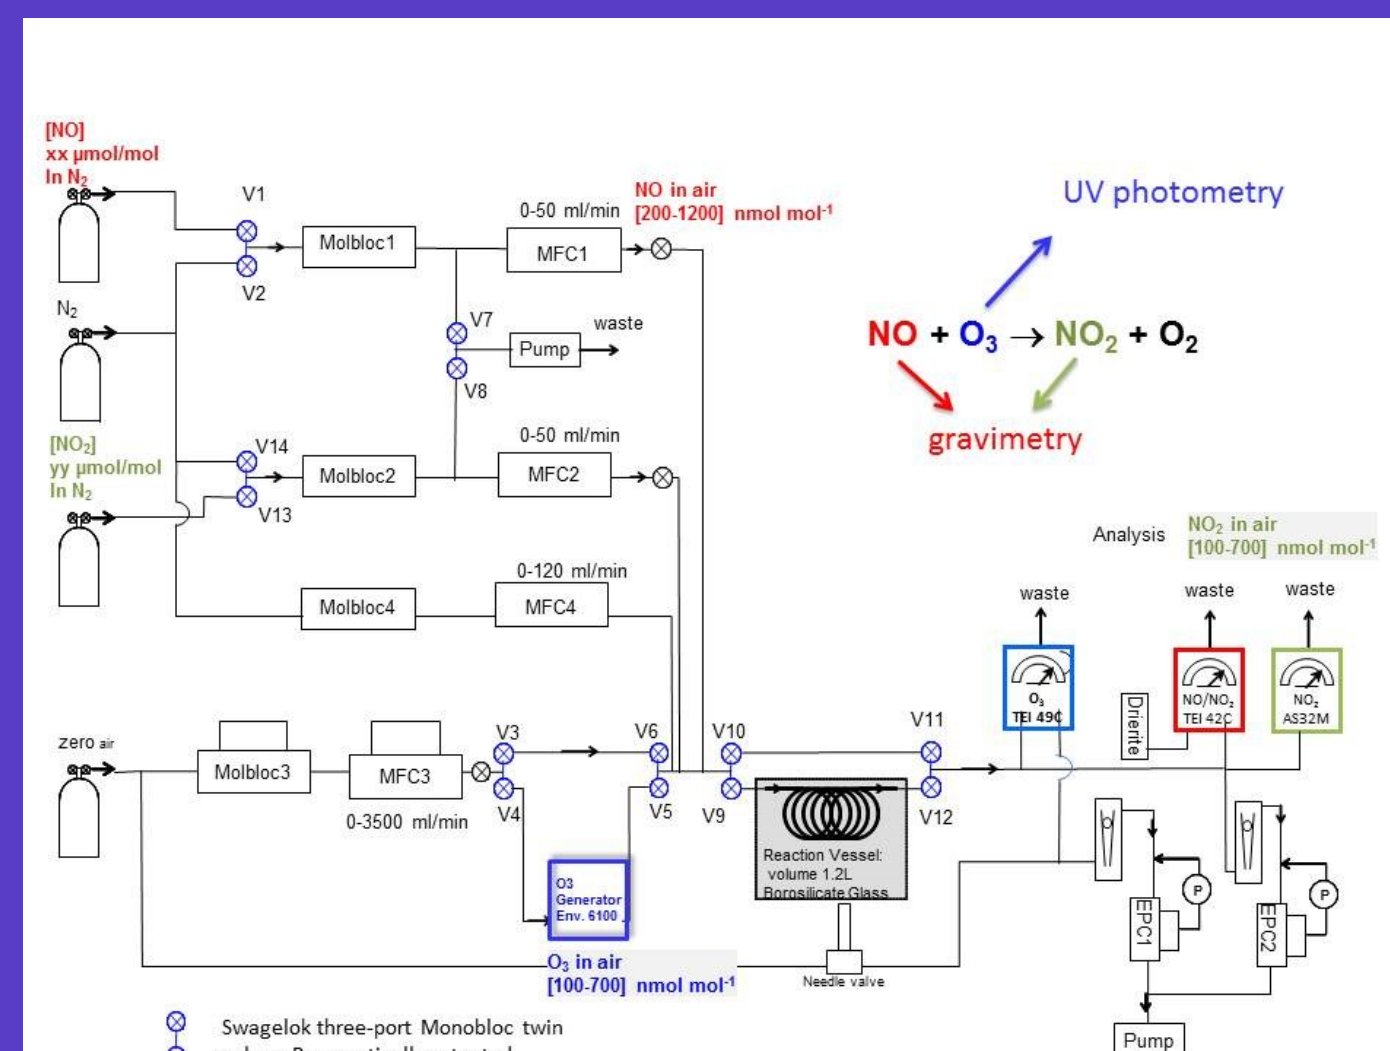 [NO]
xx µmol/mol
In N₂
V1
V2
Molbloc1
0-50 ml/min
MFC1
NO in air
[200-1200] nmol mol⁻¹
UV photometry
NO + O₃ → NO₂ + O₂
gravimetry
N₂
V7
V8
Pump
waste
[NO₂]
yy µmol/mol
In N₂
V14
V13
Molbloc2
0-50 ml/min
MFC2
Molbloc4
0-120 ml/min
MFC4
Analysis
NO₂ in air
[100-700] nmol mol⁻¹
waste
waste
waste
O₃
TEI 49C
NO/NO₂
TEI 42C
NO₂
AS32M
Drierite
zero air
Molbloc3
MFC3
0-3500 ml/min
V3
V4
V6
V5
V10
V9
V11
V12
Reaction Vessel:
volume 1.2L
Borosilicate Glass
O3
Generator
Env. 6100
O₃ in air
[100-700] nmol mol⁻¹
Needle valve
P
P
EPC1
EPC2
Pump
Swagelok three-port Monobloc twin